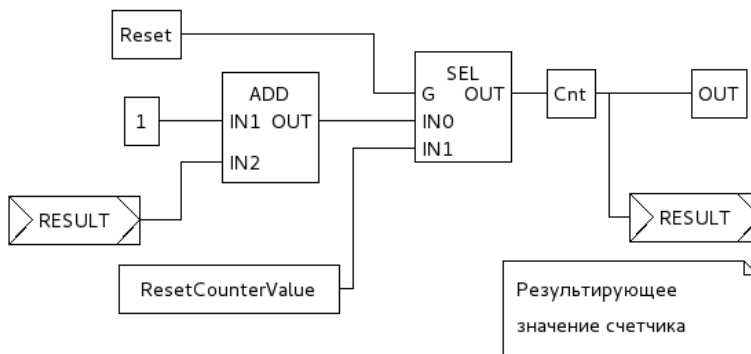 Reset
SEL
G OUT
Cnt
OUT
ADD
1
IN1 OUT
IN0
IN1
IN2
RESULT
RESULT
ResetCounterValue
Результирующее
значение счетчика